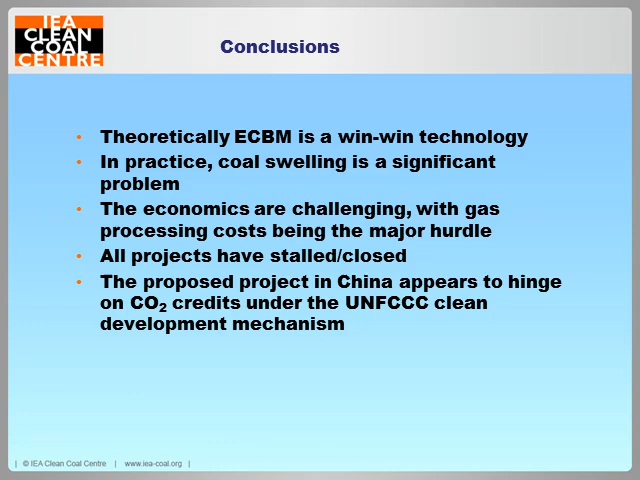 IEA
CLEAN
COAL
CENTRE
Conclusions
• Theoretically ECBM is a win-win technology
• In practice, coal swelling is a significant
problem
• The economics are challenging, with gas
processing costs being the major hurdle
• All projects have stalled/closed
• The proposed project in China appears to hinge
on CO₂ credits under the UNFCCC clean
development mechanism
| © IEA Clean Coal Centre | www.iea-coal.org |